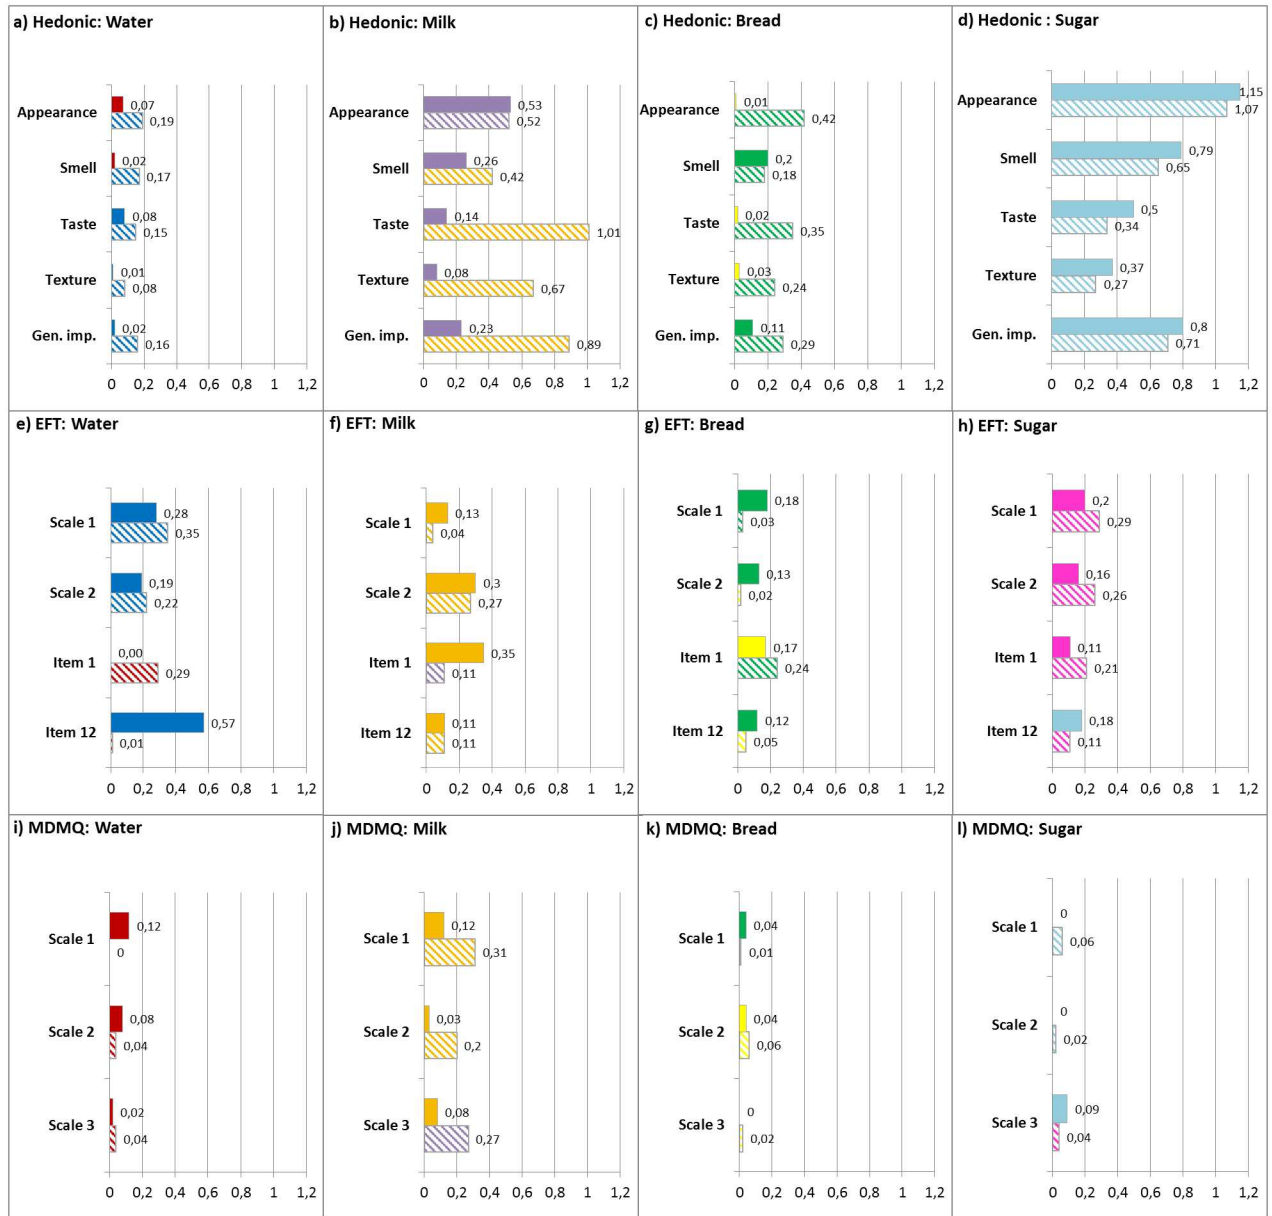 a) Hedonic: Water
Appearance
0,07
0,19
Smell
0,02
0,17
Taste
0,08
0,15
Texture
0,01
0,08
Gen. imp.
0,02
0,16
0 0,2 0,4 0,6 0,8 1 1,2
b) Hedonic: Milk
Appearance
0,53
0,52
Smell
0,26
0,42
Taste
0,14
1,01
Texture
0,08
0,67
Gen. imp.
0,23
0,89
0 0,2 0,4 0,6 0,8 1 1,2
c) Hedonic: Bread
Appearance
0,01
0,42
Smell
0,2
0,18
Taste
0,02
0,35
Texture
0,03
0,24
Gen. imp.
0,11
0,29
0 0,2 0,4 0,6 0,8 1 1,2
d) Hedonic : Sugar
Appearance
1,15
1,07
Smell
0,79
0,65
Taste
0,5
0,34
Texture
0,37
0,27
Gen. imp.
0,8
0,71
0 0,2 0,4 0,6 0,8 1 1,2
e) EFT: Water
Scale 1
0,28
0,35
Scale 2
0,19
0,22
Item 1
0,00
0,29
Item 12
0,57
0,01
0 0,2 0,4 0,6 0,8 1 1,2
f) EFT: Milk
Scale 1
0,13
0,04
Scale 2
0,3
0,27
Item 1
0,35
0,11
Item 12
0,11
0,11
0 0,2 0,4 0,6 0,8 1 1,2
g) EFT: Bread
Scale 1
0,18
0,03
Scale 2
0,13
0,02
Item 1
0,17
0,24
Item 12
0,12
0,05
0 0,2 0,4 0,6 0,8 1 1,2
h) EFT: Sugar
Scale 1
0,2
0,29
Scale 2
0,16
0,26
Item 1
0,11
0,21
Item 12
0,18
0,11
0 0,2 0,4 0,6 0,8 1 1,2
i) MDMQ: Water
Scale 1
0,12
0
Scale 2
0,08
0,04
Scale 3
0,02
0,04
0 0,2 0,4 0,6 0,8 1 1,2
j) MDMQ: Milk
Scale 1
0,12
0,31
Scale 2
0,03
0,2
Scale 3
0,08
0,27
0 0,2 0,4 0,6 0,8 1 1,2
k) MDMQ: Bread
Scale 1
0,04
0,01
Scale 2
0,04
0,06
Scale 3
0
0,02
0 0,2 0,4 0,6 0,8 1 1,2
l) MDMQ: Sugar
Scale 1
0
0,06
Scale 2
0
0,02
Scale 3
0,09
0,04
0 0,2 0,4 0,6 0,8 1 1,2